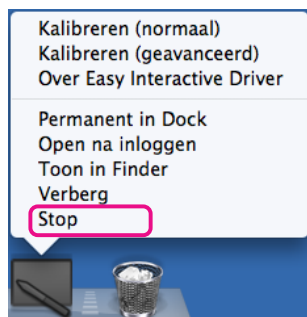 Kalibreren (normaal)
Kalibreren (geavanceerd)
Over Easy Interactive Driver
Permanent in Dock
Open na inloggen
Toon in Finder
Verberg
Stop